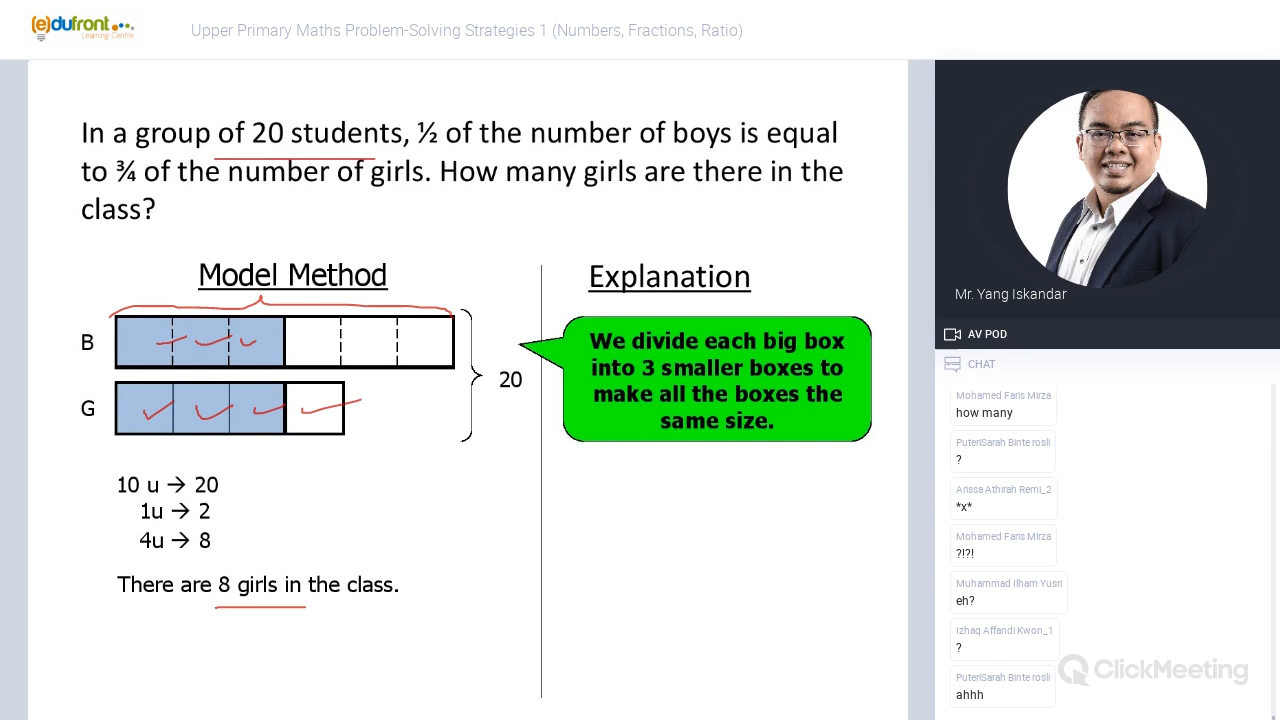 (e)dufront
Learning Centre
Upper Primary Maths Problem-Solving Strategies 1 (Numbers, Fractions, Ratio)
In a group of 20 students, ½ of the number of boys is equal
to ¾ of the number of girls. How many girls are there in the
class?
Model Method
B
G
20
10 u → 20
1u → 2
4u → 8
There are 8 girls in the class.
Explanation
We divide each big box
into 3 smaller boxes to
make all the boxes the
same size.
Mr. Yang Iskandar
AV POD
CHAT
Mohamed Faris Mirza
how many
PuteriSarah Binte rosli
?
Arissa Athirah Remi_2
*x*
Mohamed Faris Mirza
?!?!
Muhammad Ilham Yusri
eh?
Izhaq Affandi Kwon_1
?
PuteriSarah Binte rosli
ahhh
ClickMeeting